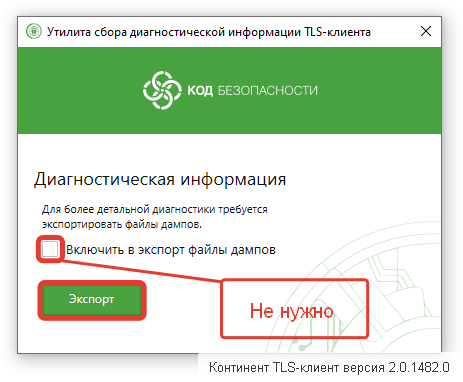 Утилита сбора диагностической информации TLS-клиента
КОД БЕЗОПАСНОСТИ
Диагностическая информация
Для более детальной диагностики требуется
экспортировать файлы дампов.
Включить в экспорт файлы дампов
Экспорт
Не нужно
Континент TLS-клиент версия 2.0.1482.0